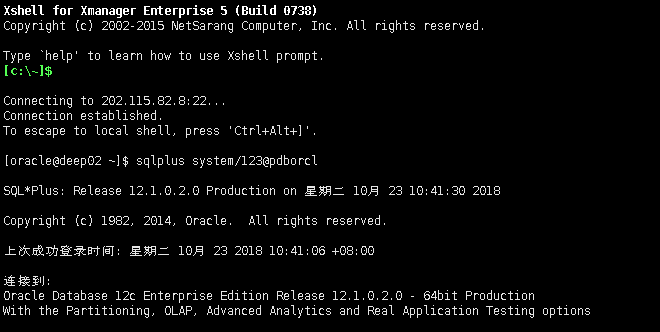 Xshell for Xmanager Enterprise 5 (Build 0738)
Copyright (c) 2002-2015 NetSarang Computer, Inc. All rights reserved.
Type `help' to learn how to use Xshell prompt.
[c:\~]$
Connecting to 202.115.82.8:22...
Connection established.
To escape to local shell, press 'Ctrl+Alt+]'.
[oracle@deep02 ~]$ sqlplus system/123@pdborcl
SQL*Plus: Release 12.1.0.2.0 Production on 星期二 10月 23 10:41:30 2018
Copyright (c) 1982, 2014, Oracle.  All rights reserved.
上次成功登录时间: 星期二 10月 23 2018 10:41:06 +08:00
连接到:
Oracle Database 12c Enterprise Edition Release 12.1.0.2.0 - 64bit Production
With the Partitioning, OLAP, Advanced Analytics and Real Application Testing options